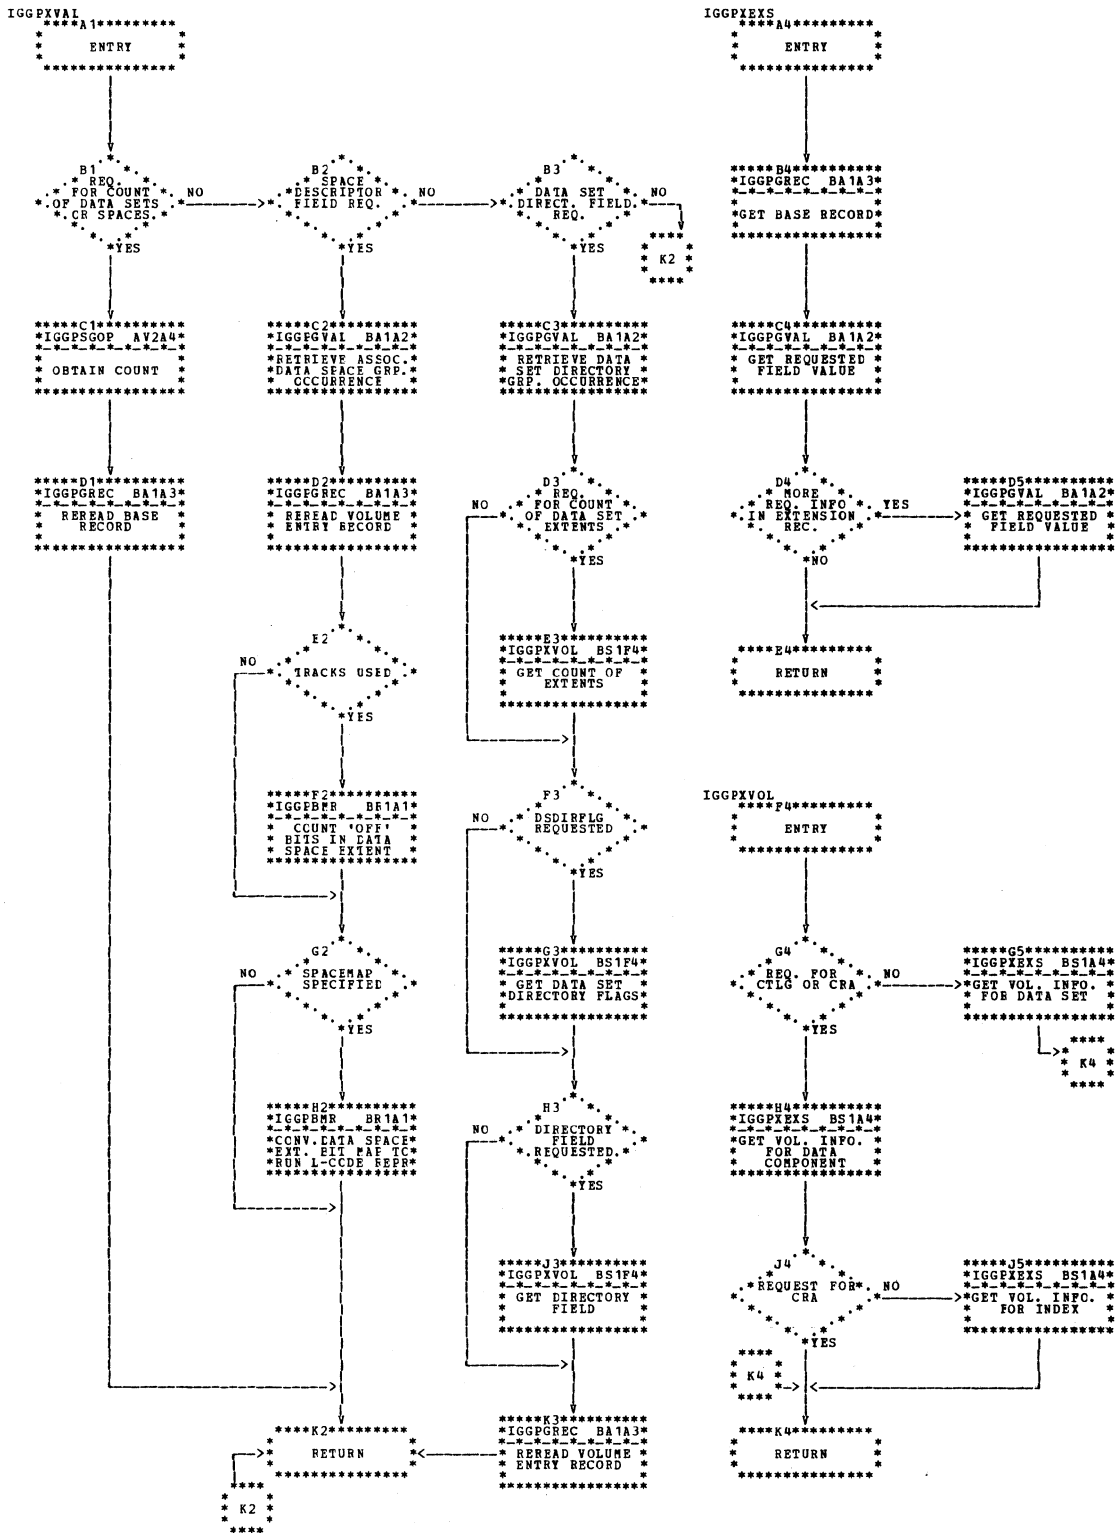 IGGPXVAL
A1
ENTRY
B1
REQ.
FOR COUNT
OF DATA SETS
CR SPACES.
NO
YES
C1
IGGPSGOP AV2A4
OBTAIN COUNT
D1
IGGPGREC BA1A3
REREAD BASE
RECORD
B2
SPACE
DESCRIPTOR
FIELD REQ.
NO
YES
C2
IGGPGVAL BA1A2
RETRIEVE ASSOC.
DATA SPACE GRP.
OCCURRENCE
D2
IGGPGREC BA1A3
REREAD VOLUME
ENTRY RECORD
E2
TRACKS USED
NO
YES
F2
IGGPBMR BR1A1
CCUNT 'OFF'
BITS IN DATA
SPACE EXTENT
G2
SPACEMAP
SPECIFIED
NO
YES
H2
IGGPBMR BR1A1
CONV.DATA SPACE
EXT. BIT MAP TC
RUN L-CCDE REPR
K2
RETURN
K2
B3
DATA SET
DIRECT. FIELD
REQ.
NO
K2
YES
C3
IGGPGVAL BA1A2
RETRIEVE DATA
SET DIRECTORY
GRP. OCCURRENCE
D3
REQ.
FOR COUNT
OF DATA SET
EXTENTS
NO
YES
E3
IGGPXVOL BS1F4
GET COUNT OF
EXTENTS
F3
DSDIRFLG
REQUESTED
NO
YES
G3
IGGPXVOL BS1F4
GET DATA SET
DIRECTORY FLAGS
H3
DIRECTORY
FIELD
REQUESTED
NO
YES
J3
IGGPXVOL BS1F4
GET DIRECTORY
FIELD
K3
IGGPGREC BA1A3
REREAD VOLUME
ENTRY RECORD
IGGPXEXS
A4
ENTRY
B4
IGGPGREC BA1A3
GET BASE RECORD
C4
IGGPGVAL BA1A2
GET REQUESTED
FIELD VALUE
D4
MORE
REQ. INFO
IN EXTENSION
REC.
YES
NO
D5
IGGPGVAL BA1A2
GET REQUESTED
FIELD VALUE
E4
RETURN
IGGPXVOL
F4
ENTRY
G4
REQ. FOR
CTLG OR CRA
NO
YES
G5
IGGPXEXS BS1A4
GET VOL. INFO.
FOR DATA SET
K4
H4
IGGPXEXS BS1A4
GET VOL. INFO.
FOR DATA
COMPONENT
J4
REQUEST FOR
CRA
NO
YES
J5
IGGPXEXS BS1A4
GET VOL. INFO.
FOR INDEX
K4
K4
RETURN